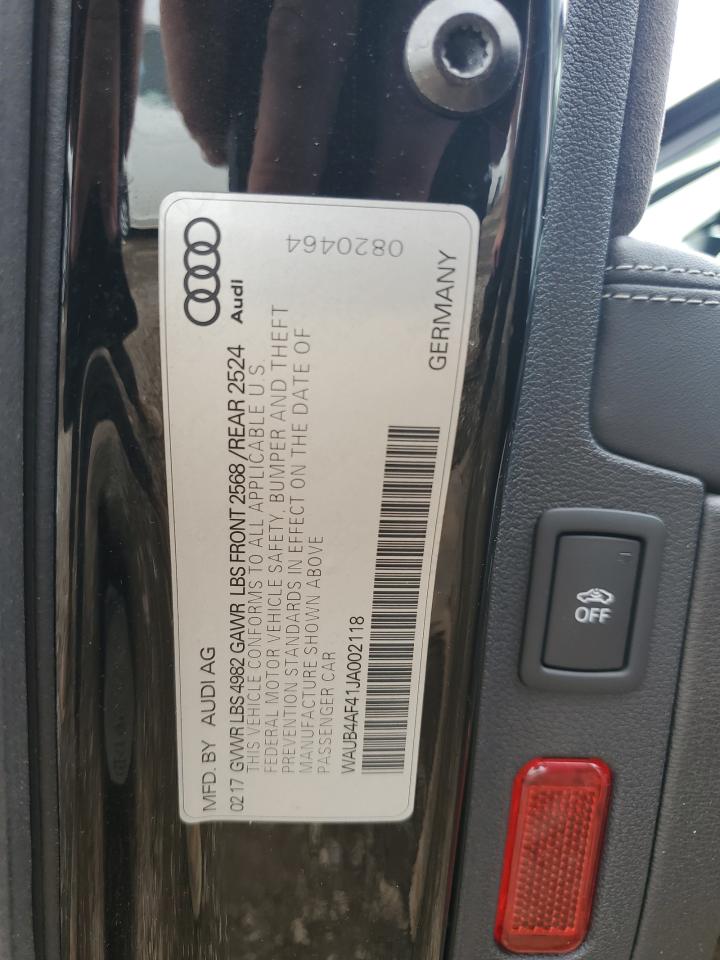 Audi
0820464
MFD. BY AUDI AG
0217 GVWR LBS 4982 GAWR LBS FRONT 2568 / REAR 2524
THIS VEHICLE CONFORMS TO ALL APPLICABLE U.S.
FEDERAL MOTOR VEHICLE SAFETY, BUMPER AND THEFT
PREVENTION STANDARDS IN EFFECT ON THE DATE OF
MANUFACTURE SHOWN ABOVE
PASSENGER CAR
GERMANY
WAUB4AF41JA002118
OFF